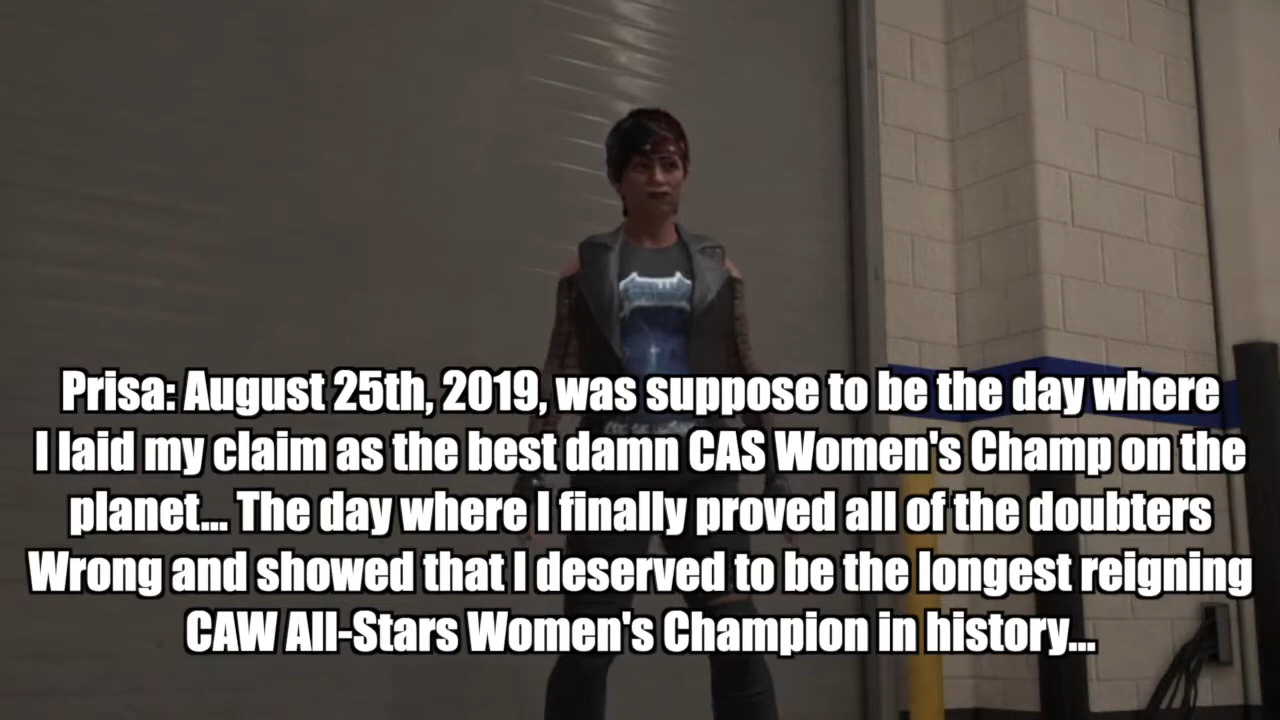 Prisa: August 25th, 2019, was suppose to be the day where
I laid my claim as the best damn CAS Women's Champ on the
planet... The day where I finally proved all of the doubters
Wrong and showed that I deserved to be the longest reigning
CAW All-Stars Women's Champion in history...